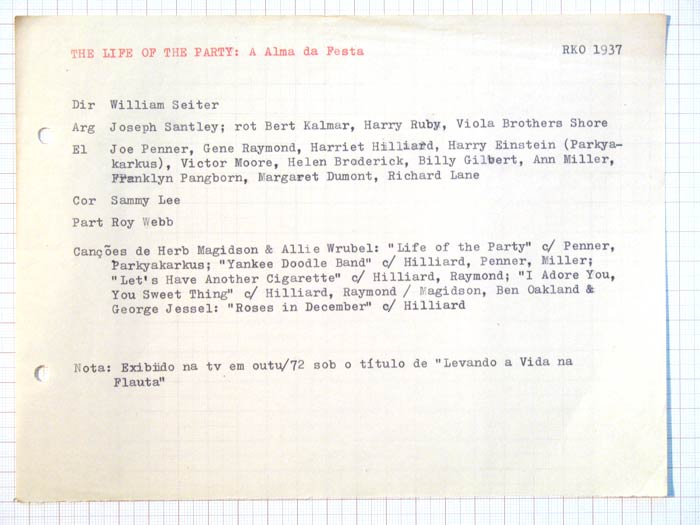 THE LIFE OF THE PARTY: A Alma da Festa RKO 1937
Dir William Seiter
Arg Joseph Santley; rot Bert Kalmar, Harry Ruby, Viola Brothers Shore
El Joe Penner, Gene Raymond, Harriet Hilliard, Harry Einstein (Parkya-
karkus), Victor Moore, Helen Broderick, Billy Gilbert, Ann Miller,
Franklyn Pangborn, Margaret Dumont, Richard Lane
Cor Sammy Lee
Part Roy Webb
Canções de Herb Magidson & Allie Wrubel: "Life of the Party" c/ Penner,
Parkyakarkus; "Yankee Doodle Band" c/ Hilliard, Penner, Miller;
"Let's Have Another Cigarette" c/ Hilliard, Raymond; "I Adore You,
You Sweet Thing" c/ Hilliard, Raymond / Magidson, Ben Oakland &
George Jessel: "Roses in December" c/ Hilliard
Nota: Exibido na tv em outu/72 sob o título de "Levando a Vida na
Flauta"